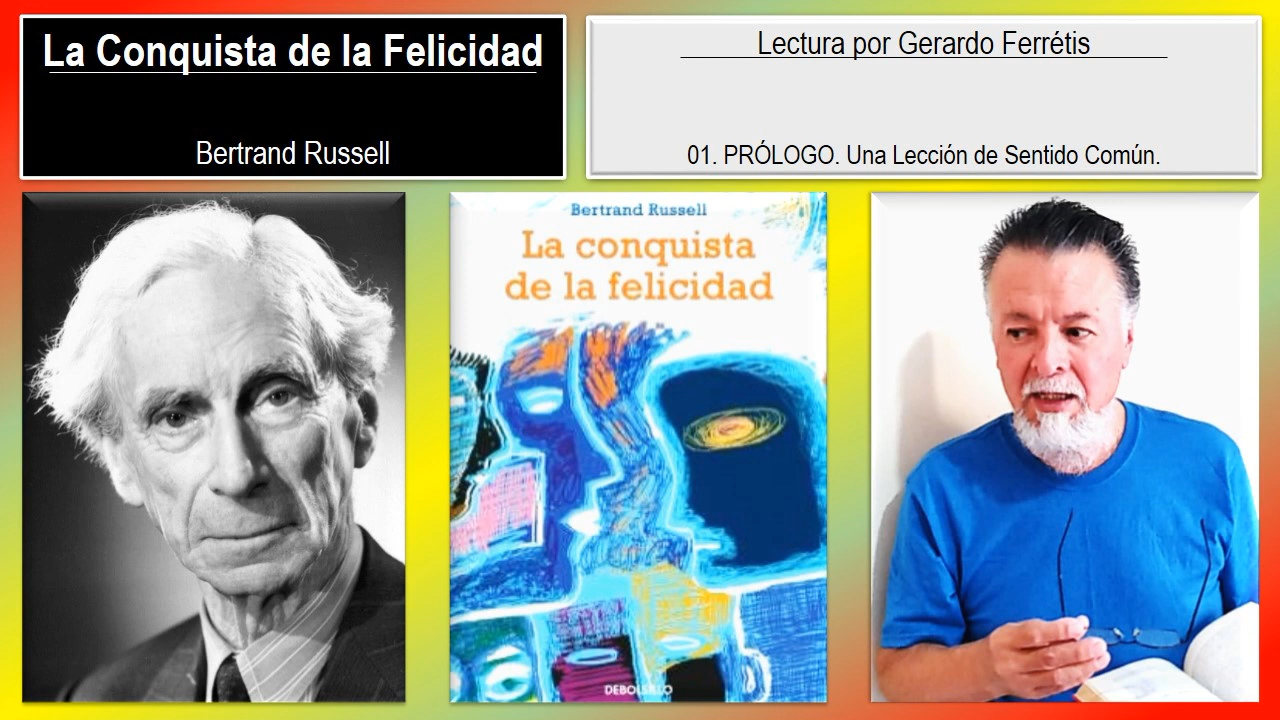 La Conquista de la Felicidad
Bertrand Russell
Lectura por Gerardo Ferrétis
01. PRÓLOGO. Una Lección de Sentido Común.
Bertrand Russell
La conquista
de la felicidad
DEBOLSILLO